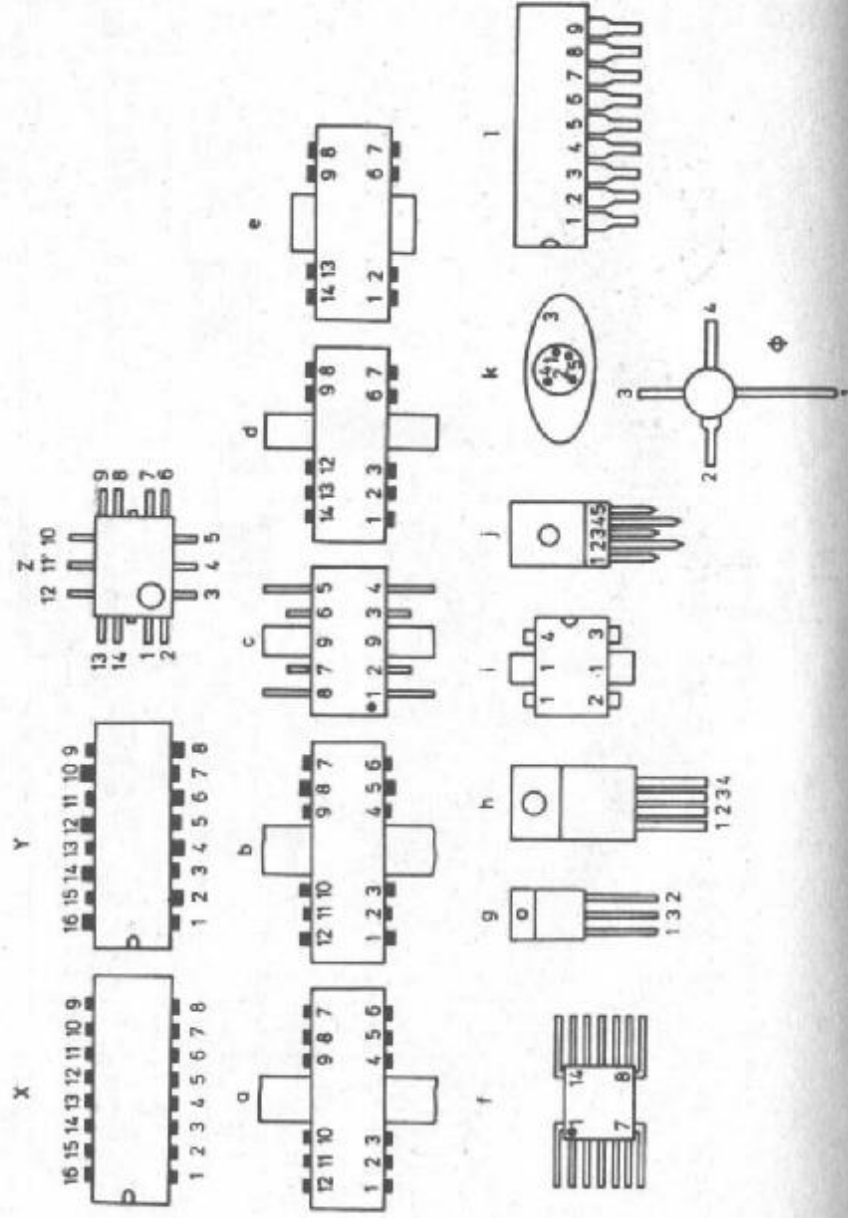 X
16 15 14 13 12 11 10 9
1 2 3 4 5 6 7 8
Y
16 15 14 13 12 11 10 9
1 2 3 4 5 6 7 8
Z
12 11 10
13 9
14 8
1 7
2 6
3 4 5
a
12 11 10 9 8 7
1 2 3 4 5 6
b
12 11 10 9 8 7
1 2 3 4 5 6
c
8 7 9 6 5
1 2 9 3 4
d
14 13 12 9 8
1 2 3 6 7
e
14 13 9 8
1 2 6 7
f
1 14
7 8
g
1 3 2
h
1 2 3 4
i
1 1 4
2 1 3
j
1 2 3 4 5
k
3
4 1
2
5
l
1 2 3 4 5 6 7 8 9
3
2 4
Φ